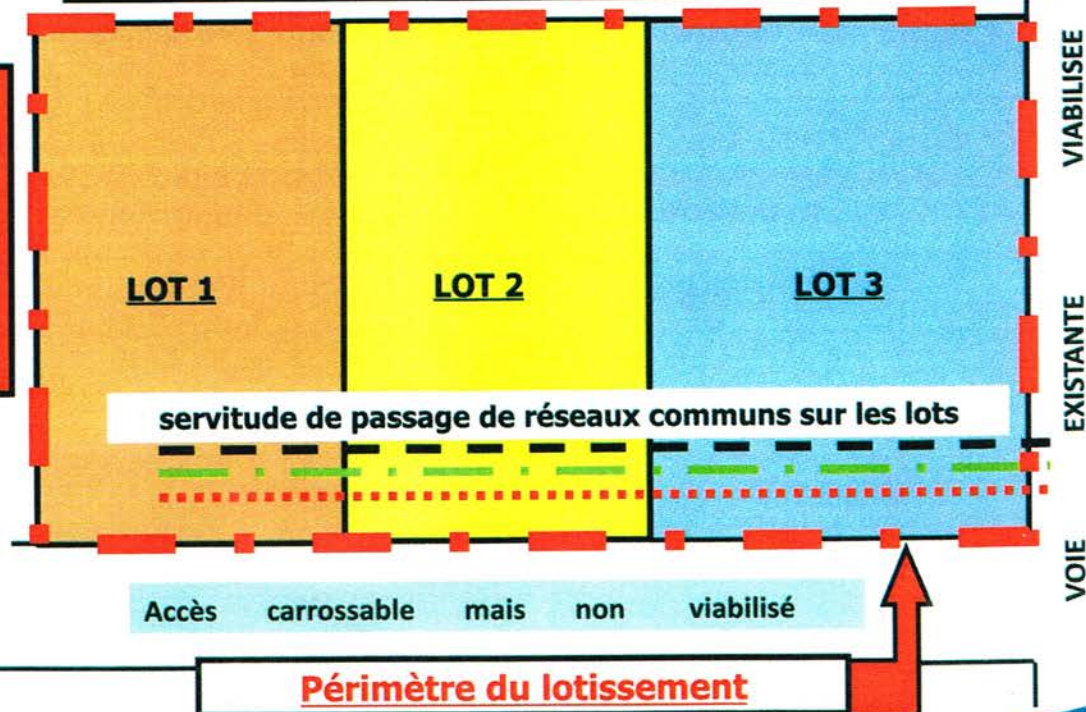 LOT 1
LOT 2
LOT 3
servitude de passage de réseaux communs sur les lots
VOIE EXISTANTE VIABILISEE
Accès carrossable mais non viabilisé
Périmètre du lotissement